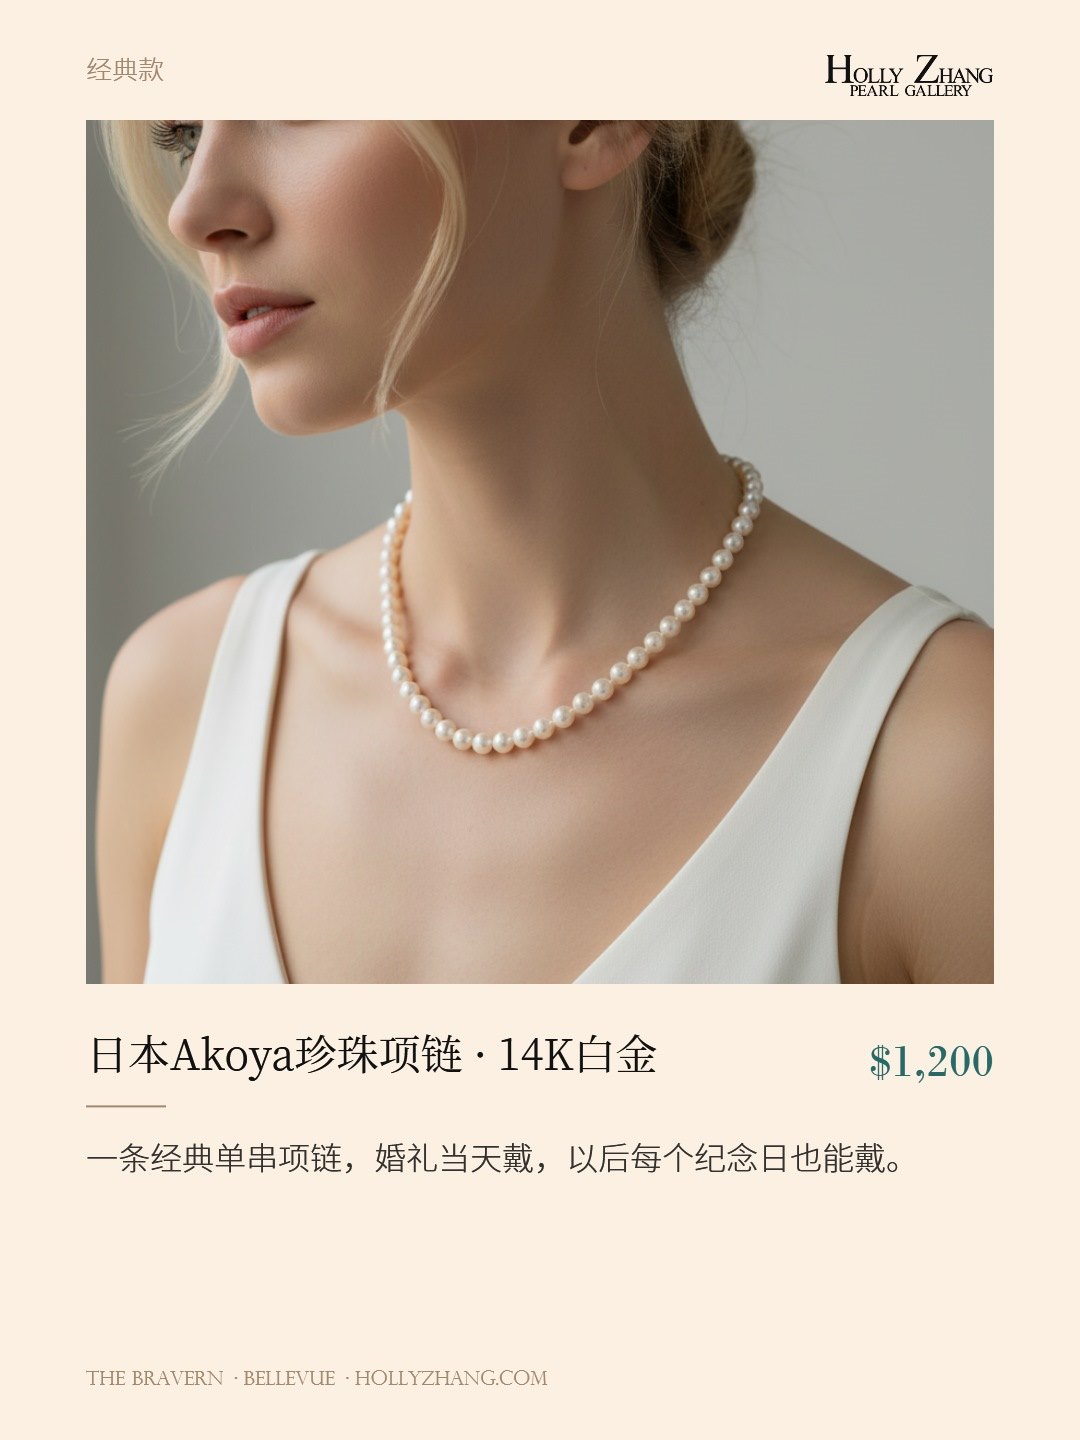 经典款
HOLLY ZHANG
PEARL GALLERY
日本Akoya珍珠项链 · 14K白金
$1,200
一条经典单串项链，婚礼当天戴，以后每个纪念日也能戴。
THE BRAVERN · BELLEVUE · HOLLYZHANG.COM